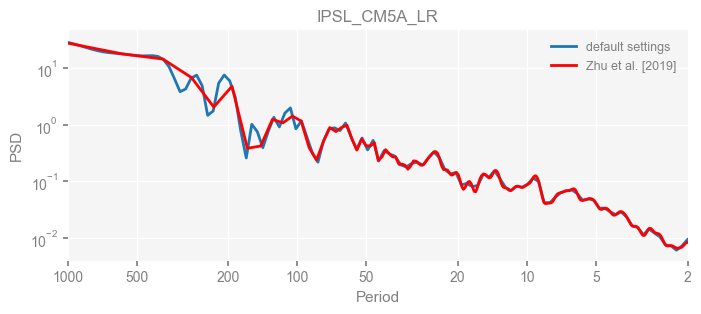 IPSL_CM5A_LR
default settings
Zhu et al. [2019]
PSD
10^1
10^0
10^−1
10^−2
1000 500 200 100 50 20 10 5 2
Period